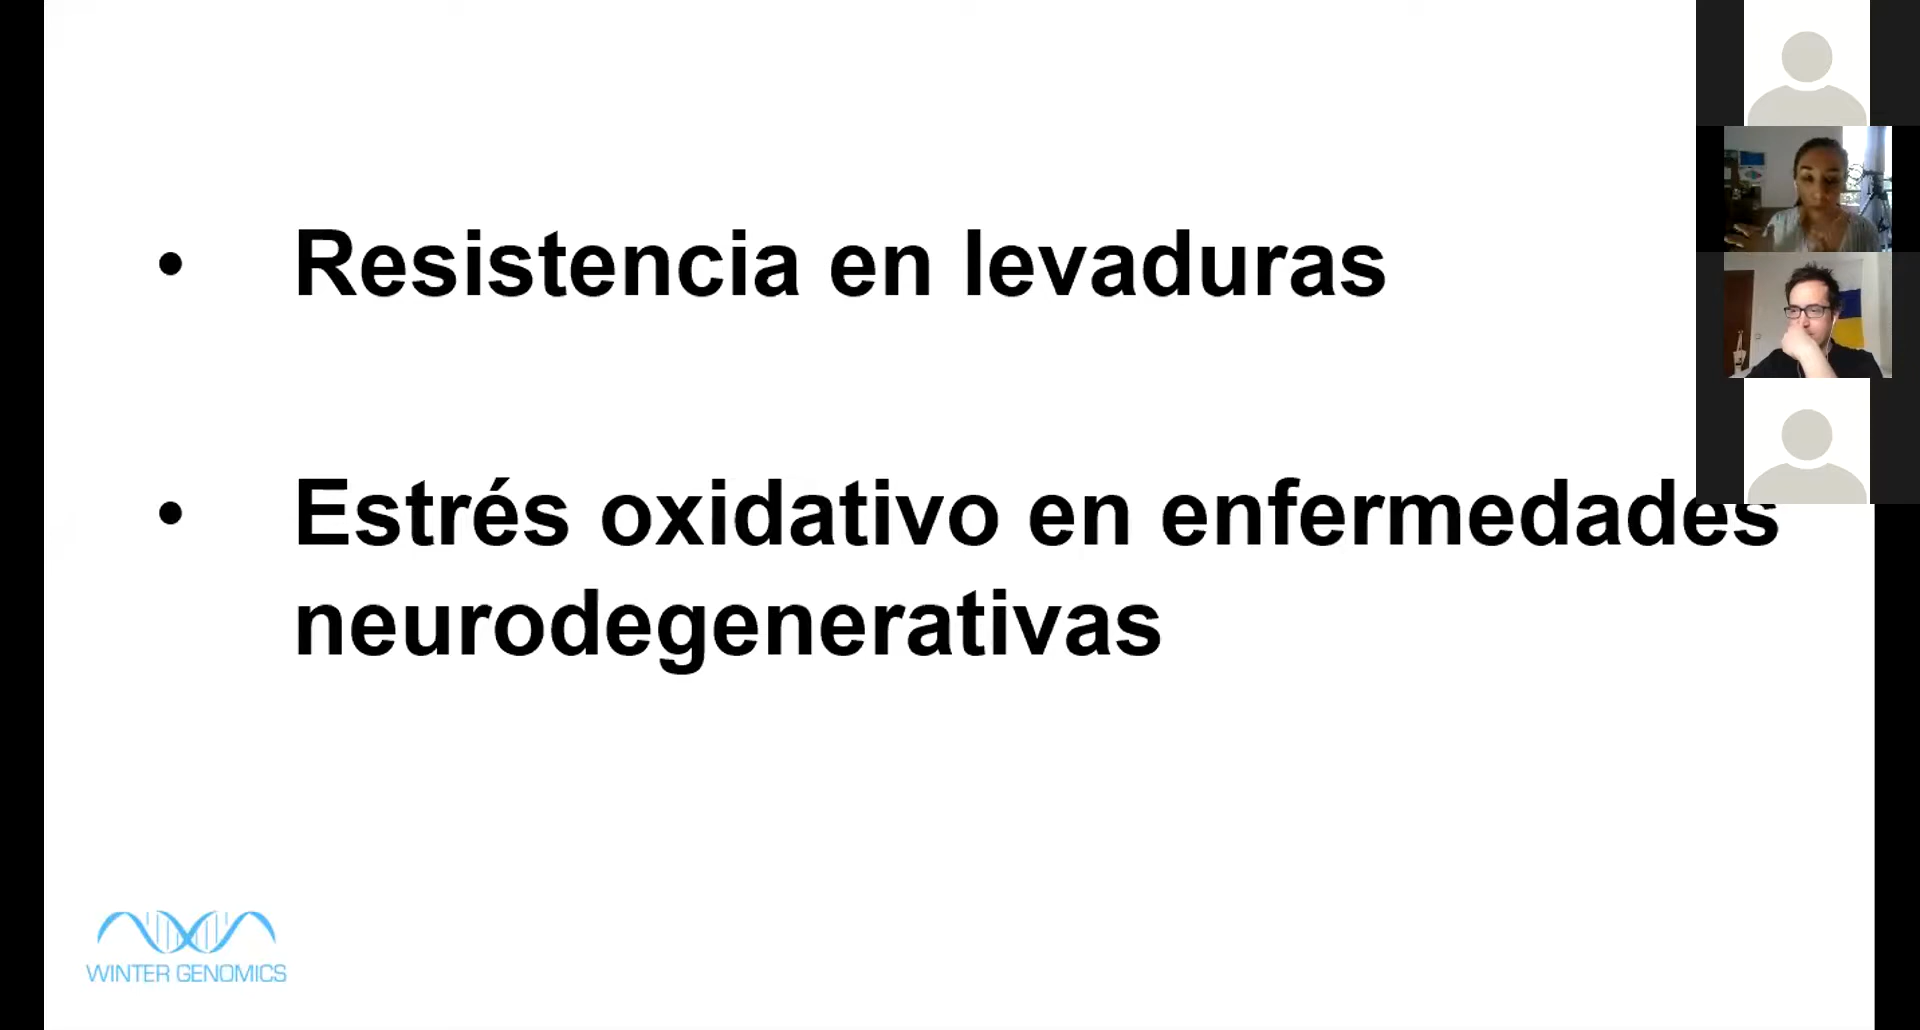 • Resistencia en levaduras
• Estrés oxidativo en enfermedades
neurodegenerativas
WINTER GENOMICS